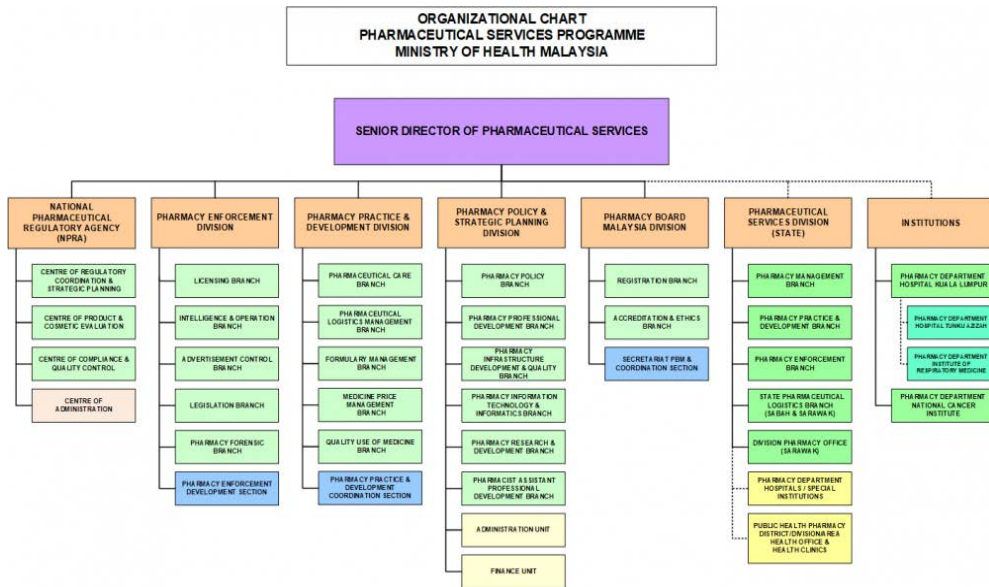 ORGANIZATIONAL CHART
PHARMACEUTICAL SERVICES PROGRAMME
MINISTRY OF HEALTH MALAYSIA
SENIOR DIRECTOR OF PHARMACEUTICAL SERVICES
NATIONAL
PHARMACEUTICAL
REGULATORY AGENCY
(NPRA)
CENTRE OF REGULATORY
COORDINATION &
& STRATEGIC PLANNING
CENTRE OF PRODUCT &
COSMETIC EVALUATION
CENTRE OF COMPLIANCE &
QUALITY CONTROL
CENTRE OF
ADMINISTRATION
PHARMACY ENFORCEMENT
DIVISION
LICENSING BRANCH
INTELLIGENCE & OPERATION
BRANCH
ADVERTISEMENT CONTROL
BRANCH
LEGISLATION BRANCH
PHARMACY FORENSIC
BRANCH
PHARMACY ENFORCEMENT
DEVELOPMENT SECTION
PHARMACY PRACTICE &
DEVELOPMENT DIVISION
PHARMACEUTICAL CARE
BRANCH
PHARMACEUTICAL
LOGISTICS MANAGEMENT
BRANCH
FORMULARY MANAGEMENT
BRANCH
MEDICINE PRICE
MANAGEMENT BRANCH
QUALITY USE OF MEDICINE
BRANCH
PHARMACY PRACTICE &
DEVELOPMENT
COORDINATION SECTION
PHARMACY POLICY &
STRATEGIC PLANNING
DIVISION
PHARMACY POLICY
BRANCH
PHARMACY PROFESSIONAL
DEVELOPMENT BRANCH
PHARMACY
INFRASTRUCTURE
DEVELOPMENT & QUALITY
BRANCH
PHARMACY INFORMATION
TECHNOLOGY &
INFORMATICS BRANCH
PHARMACY RESEARCH &
DEVELOPMENT BRANCH
PHARMACIST ASSISTANT
PROFESSIONAL
DEVELOPMENT BRANCH
ADMINISTRATION UNIT
FINANCE UNIT
PHARMACY BOARD
MALAYSIA DIVISION
REGISTRATION BRANCH
ACCREDITATION & ETHICS
BRANCH
SECRETARIAT PBM &
COORDINATION SECTION
PHARMACEUTICAL
SERVICES DIVISION
(STATE)
PHARMACY MANAGEMENT
BRANCH
PHARMACY PRACTICE &
DEVELOPMENT BRANCH
PHARMACY ENFORCEMENT
BRANCH
STATE PHARMACEUTICAL
LOGISTICS BRANCH
(SABAH & SARAWAK)
DIVISION PHARMACY OFFICE
(SARAWAK)
PHARMACY DEPARTMENT
HOSPITALS / SPECIAL
INSTITUTIONS
PUBLIC HEALTH PHARMACY
DISTRICT/DIVISION/AREA
HEALTH OFFICE &
HEALTH CLINICS
INSTITUTIONS
PHARMACY DEPARTMENT
HOSPITAL KUALA LUMPUR
PHARMACY DEPARTMENT
HOSPITAL TUNKU AZIZAH
PHARMACY DEPARTMENT
INSTITUTE OF
RESPIRATORY MEDICINE
PHARMACY DEPARTMENT
NATIONAL CANCER
INSTITUTE